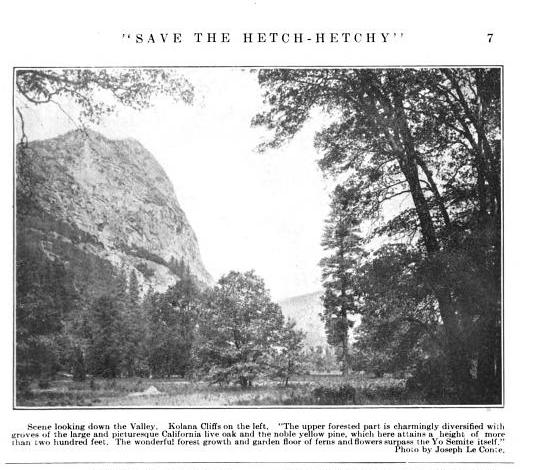 "SAVE THE HETCH-HETCHY"
7
Scene looking down the Valley. Kolana Cliffs on the left. "The upper forested part is charmingly diversified with
groves of the large and picturesque California live oak and the noble yellow pine, which here attains a height of more
than two hundred feet. The wonderful forest growth and garden floor of ferns and flowers surpass the Yo Semite itself."
Photo by Joseph Le Conte.